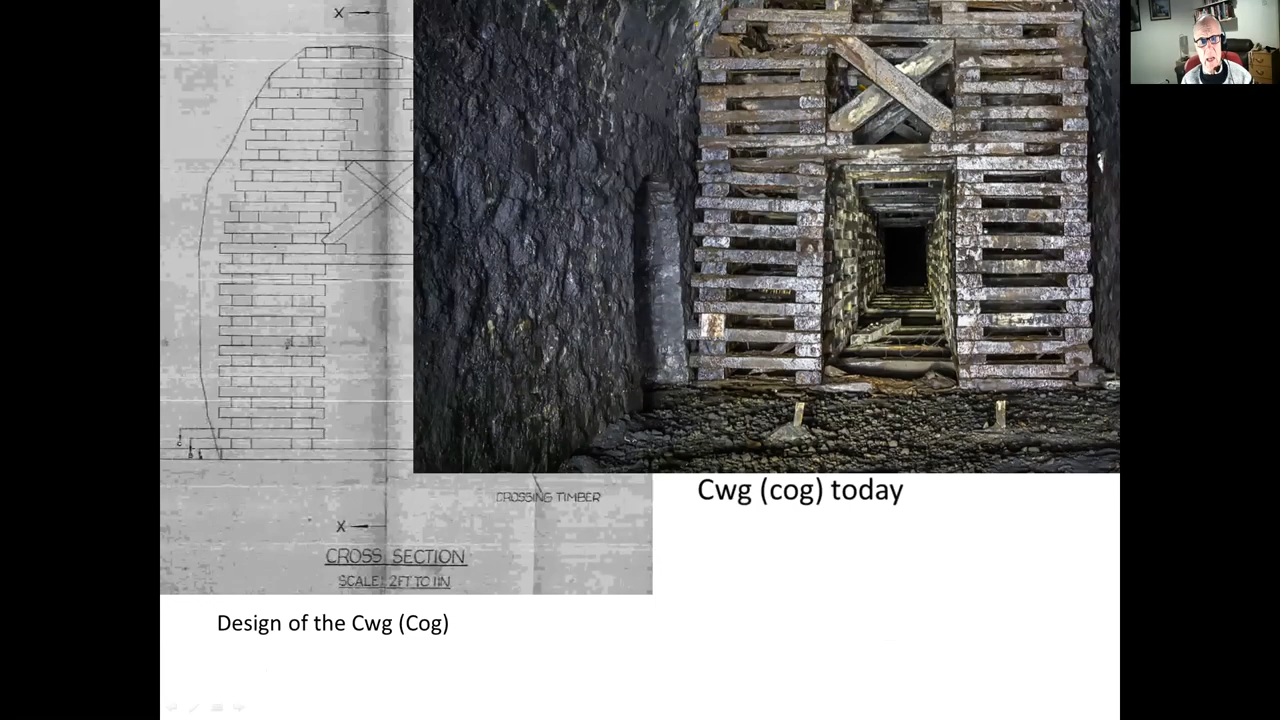 X
CROSSING TIMBER
X
CROSS SECTION
SCALE: 2FT TO 1IN
Design of the Cwg (Cog)
Cwg (cog) today